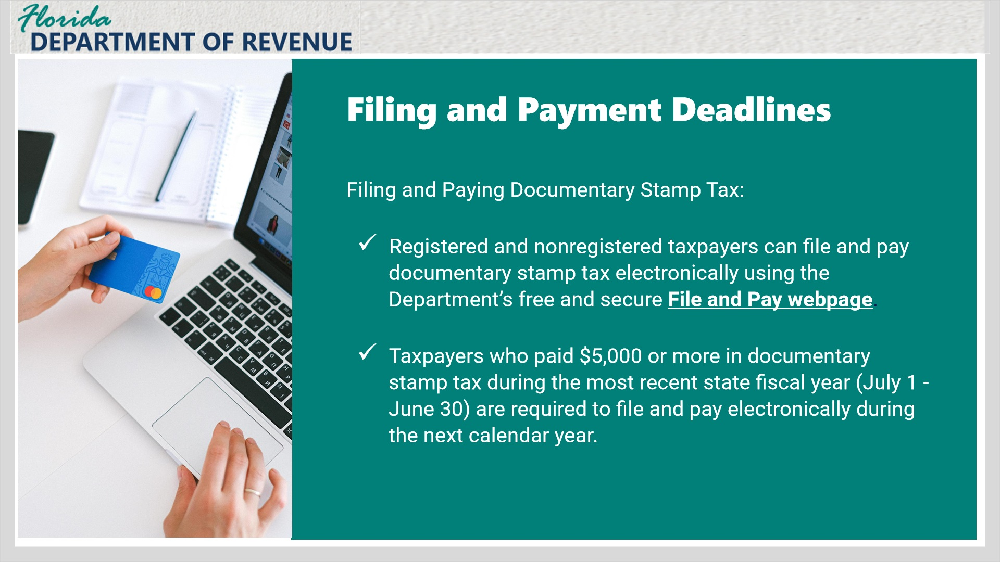 Florida
DEPARTMENT OF REVENUE
Filing and Payment Deadlines
Filing and Paying Documentary Stamp Tax:
✓ Registered and nonregistered taxpayers can file and pay
documentary stamp tax electronically using the
Department’s free and secure File and Pay webpage.
✓ Taxpayers who paid $5,000 or more in documentary
stamp tax during the most recent state fiscal year (July 1 -
June 30) are required to file and pay electronically during
the next calendar year.